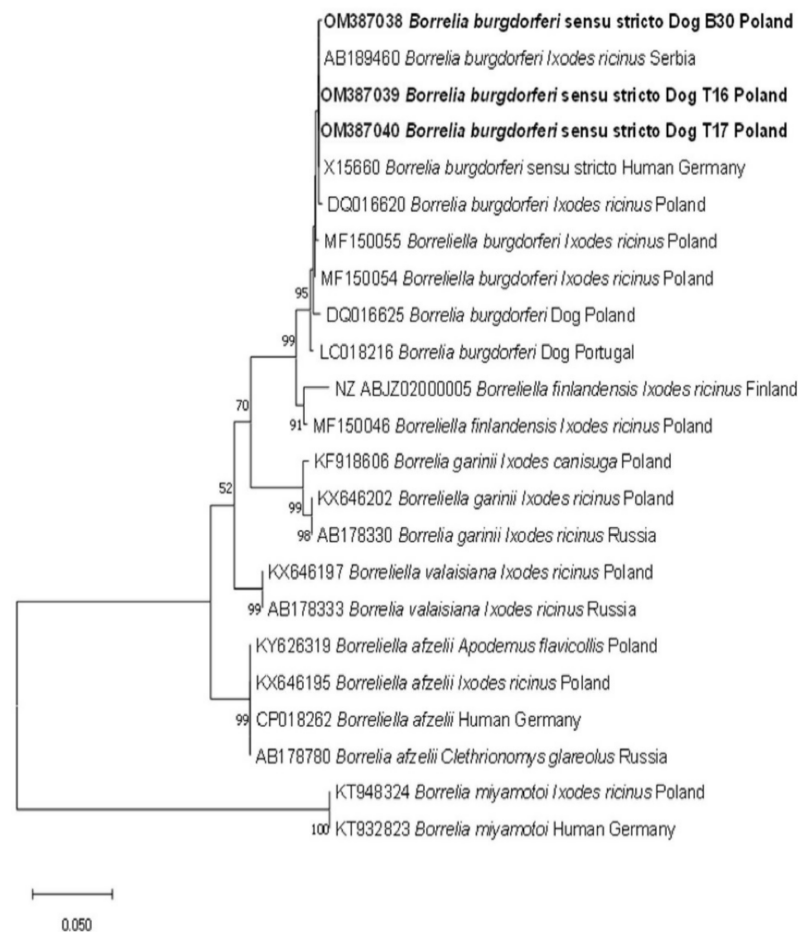 OM387038 Borrelia burgdorferi sensu stricto Dog B30 Poland
AB189460 Borrelia burgdorferi Ixodes ricinus Serbia
OM387039 Borrelia burgdorferi sensu stricto Dog T16 Poland
OM387040 Borrelia burgdorferi sensu stricto Dog T17 Poland
X15660 Borrelia burgdorferi sensu stricto Human Germany
DQ016620 Borrelia burgdorferi Ixodes ricinus Poland
MF150055 Borreliella burgdorferi Ixodes ricinus Poland
MF150054 Borreliella burgdorferi Ixodes ricinus Poland
95
DQ016625 Borrelia burgdorferi Dog Poland
99
LC018216 Borrelia burgdorferi Dog Portugal
NZ ABJZ02000005 Borreliella finlandensis Ixodes ricinus Finland
70
91 MF150046 Borreliella finlandensis Ixodes ricinus Poland
KF918606 Borrelia garinii Ixodes canisuga Poland
52
99 KX646202 Borreliella garinii Ixodes ricinus Poland
98 AB178330 Borrelia garinii Ixodes ricinus Russia
KX646197 Borreliella valaisiana Ixodes ricinus Poland
99 AB178333 Borrelia valaisiana Ixodes ricinus Russia
KY626319 Borreliella afzelii Apodemus flavicollis Poland
KX646195 Borreliella afzelii Ixodes ricinus Poland
99 CP018262 Borreliella afzelii Human Germany
AB178780 Borrelia afzelii Clethrionomys glareolus Russia
KT948324 Borrelia miyamotoi Ixodes ricinus Poland
100 KT932823 Borrelia miyamotoi Human Germany
0.050